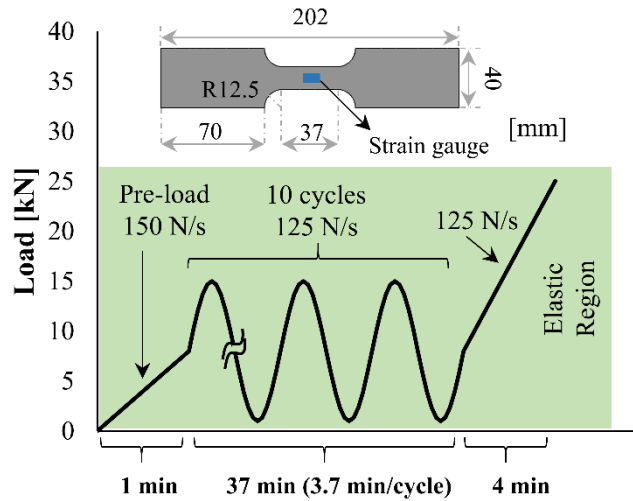 202
40
R12.5
70
37
Strain gauge
[mm]
Load [kN]
40
35
30
25
20
15
10
5
0
Pre-load
150 N/s
10 cycles
125 N/s
125 N/s
Elastic
Region
1 min
37 min (3.7 min/cycle)
4 min